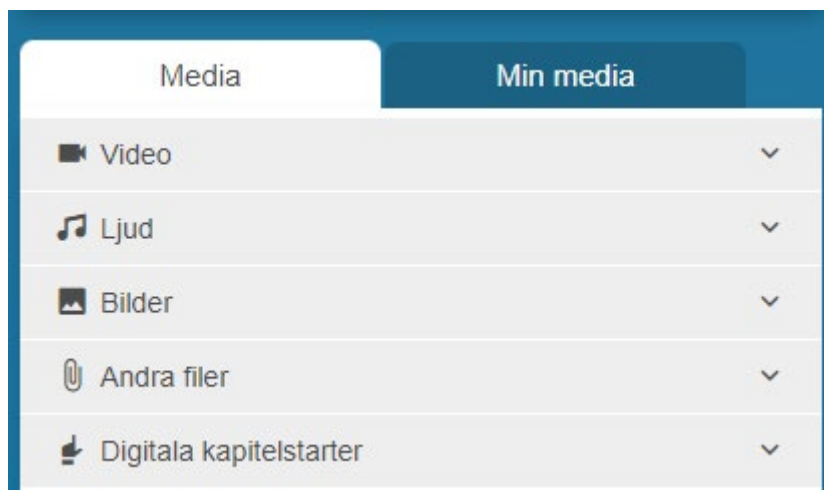 Media Min media
Video
Ljud
Bilder
Andra filer
Digitala kapitelstarter